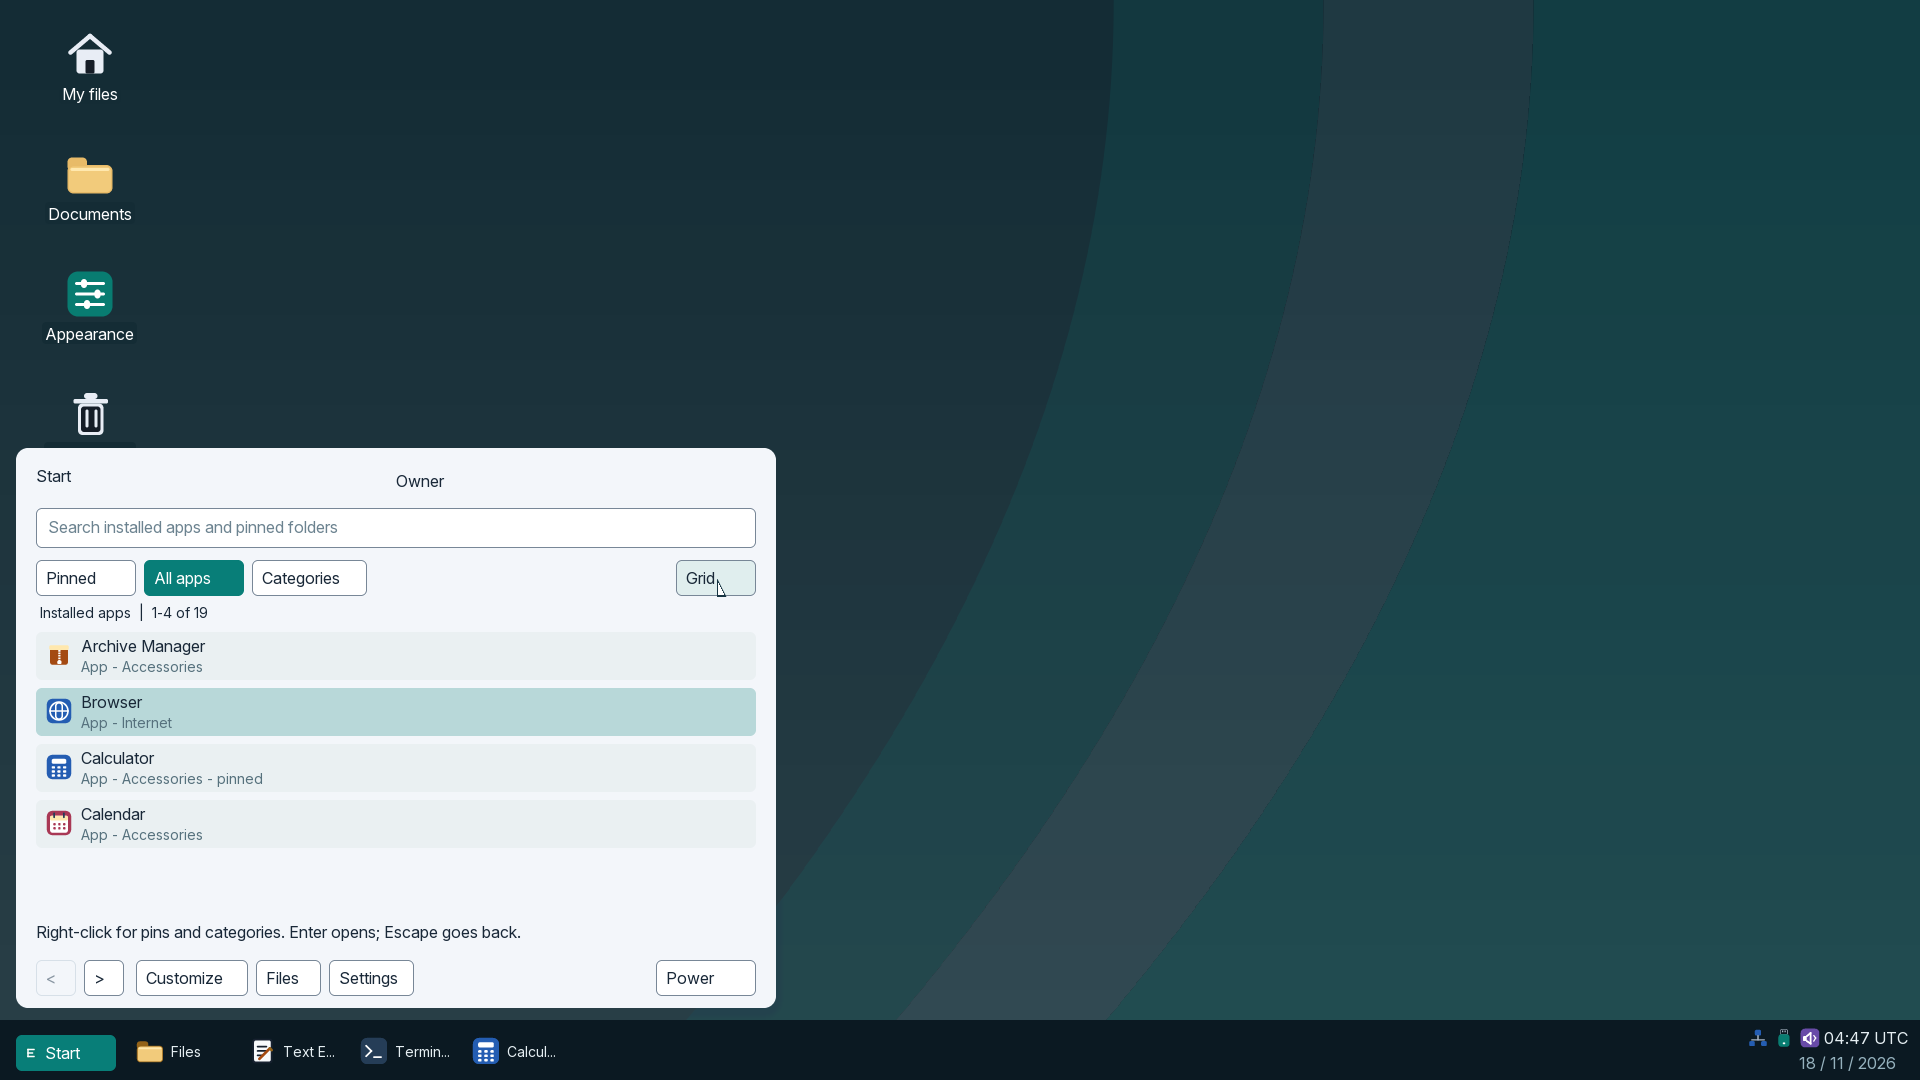 My files
Documents
Appearance
Start
Owner
Search installed apps and pinned folders
Pinned
All apps
Categories
Grid
Installed apps | 1-4 of 19
Archive Manager
App - Accessories
Browser
App - Internet
Calculator
App - Accessories - pinned
Calendar
App - Accessories
Right-click for pins and categories. Enter opens; Escape goes back.
<
>
Customize
Files
Settings
Power
Start
Files
Text E...
Termin...
Calcul...
04:47 UTC
18 / 11 / 2026